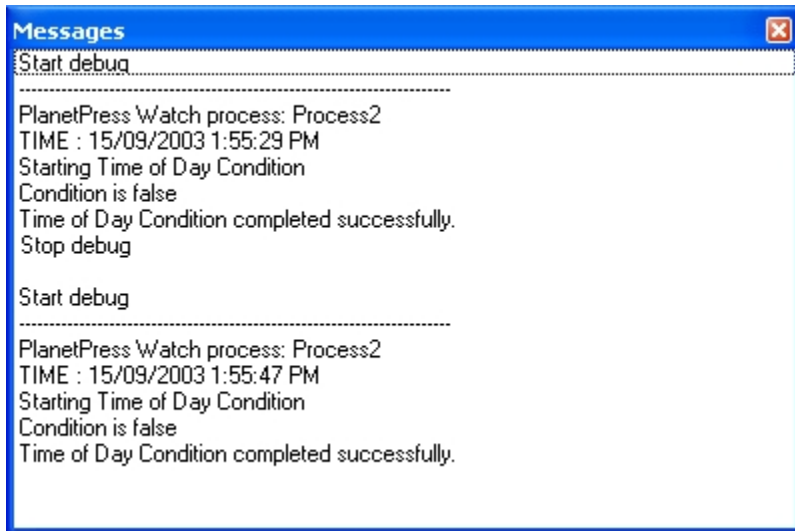 Messages
Start debug
------------------------------------------------------------------------
PlanetPress Watch process: Process2
TIME : 15/09/2003 1:55:29 PM
Starting Time of Day Condition
Condition is false
Time of Day Condition completed successfully.
Stop debug
Start debug
------------------------------------------------------------------------
PlanetPress Watch process: Process2
TIME : 15/09/2003 1:55:47 PM
Starting Time of Day Condition
Condition is false
Time of Day Condition completed successfully.